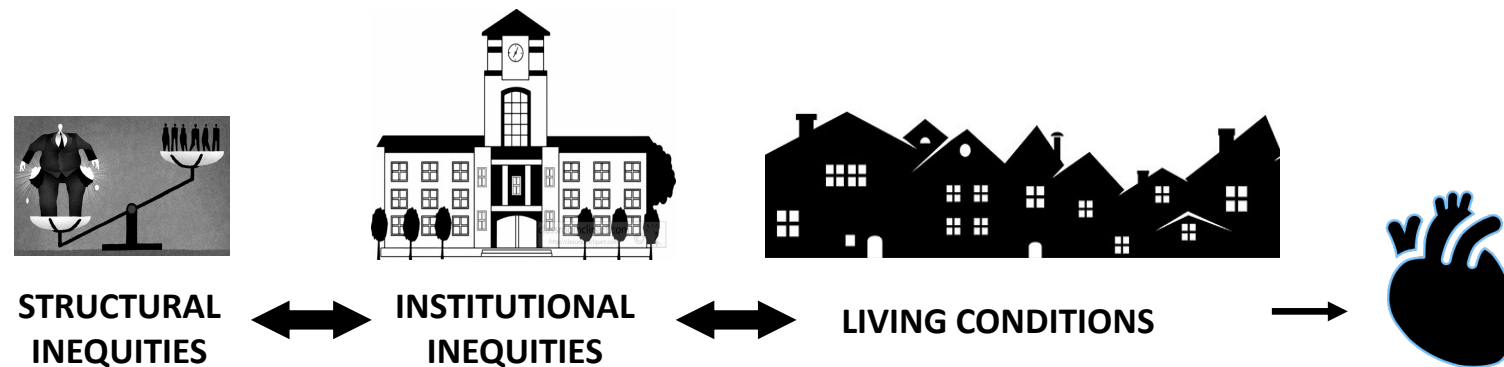 STRUCTURAL
INEQUITIES
INSTITUTIONAL
INEQUITIES
LIVING CONDITIONS